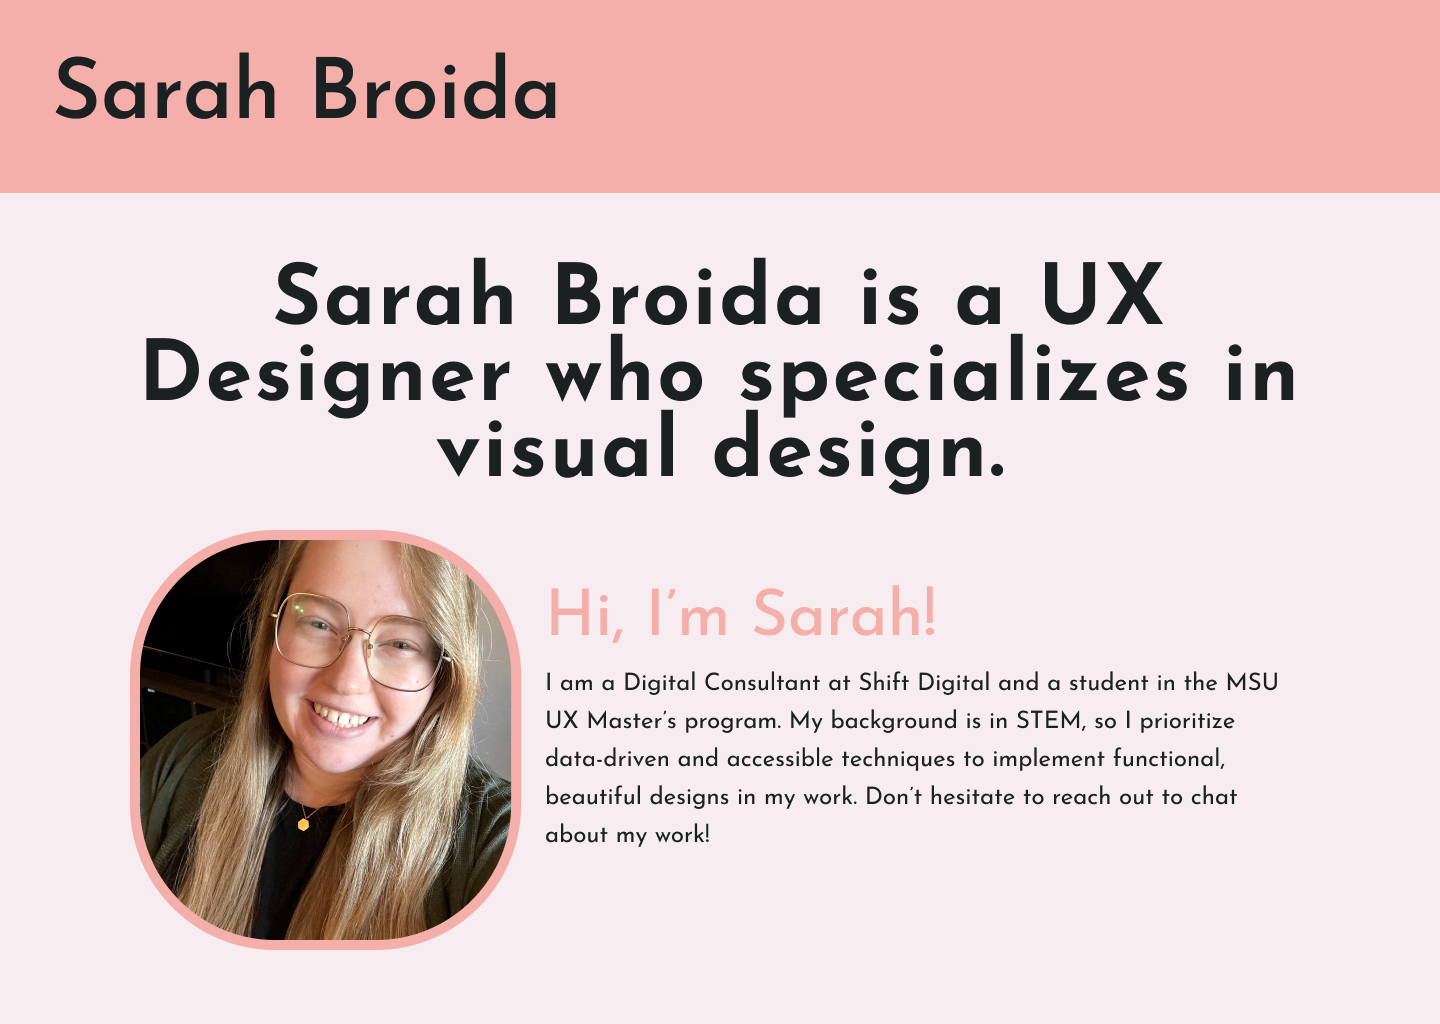 Sarah Broida
Sarah Broida is a UX
Designer who specializes in
visual design.
Hi, I’m Sarah!
I am a Digital Consultant at Shift Digital and a student in the MSU
UX Master’s program. My background is in STEM, so I prioritize
data-driven and accessible techniques to implement functional,
beautiful designs in my work. Don’t hesitate to reach out to chat
about my work!